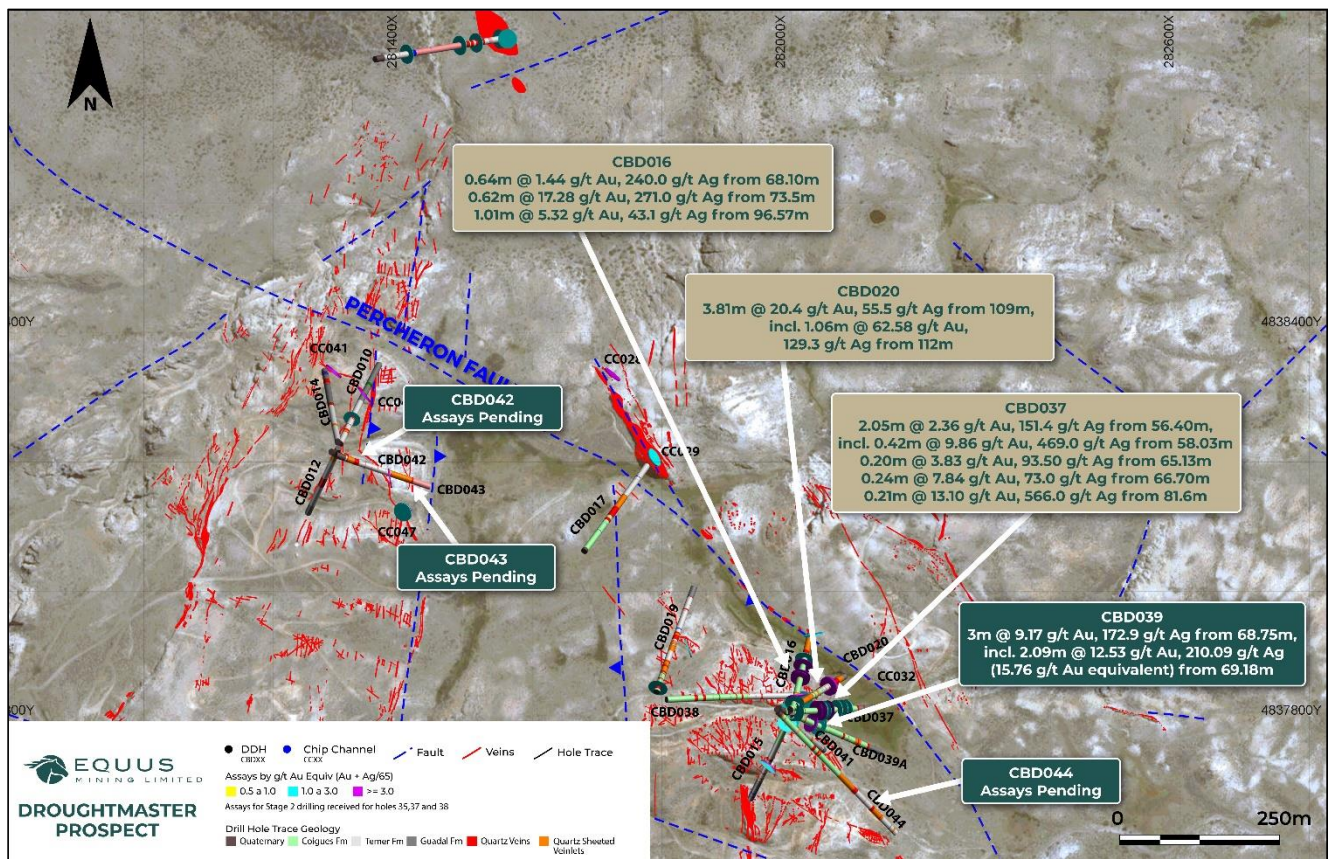 281400X
282000X
282600X
N
CBD016
0.64m @ 1.44 g/t Au, 240.0 g/t Ag from 68.10m
0.62m @ 17.28 g/t Au, 271.0 g/t Ag from 73.5m
1.01m @ 5.32 g/t Au, 43.1 g/t Ag from 96.57m
CBD020
3.81m @ 20.4 g/t Au, 55.5 g/t Ag from 109m,
incl. 1.06m @ 62.58 g/t Au,
129.3 g/t Ag from 112m
4838400Y
PERCHERON
CC041
CBD014
CBD010
CBD042
Assays Pending
CC028
CC029
CBD037
2.05m @ 2.36 g/t Au, 151.4 g/t Ag from 56.40m,
incl. 0.42m @ 9.86 g/t Au, 469.0 g/t Ag from 58.03m
0.20m @ 3.83 g/t Au, 93.50 g/t Ag from 65.13m
0.24m @ 7.84 g/t Au, 73.0 g/t Ag from 66.70m
0.21m @ 13.10 g/t Au, 566.0 g/t Ag from 81.6m
CBD042
CBD043
CBD012
CC047
CBD017
CBD043
Assays Pending
CBD019
CBD020
CC032
CBD039
3m @ 9.17 g/t Au, 172.9 g/t Ag from 68.75m,
incl. 2.09m @ 12.53 g/t Au, 210.09 g/t Ag
(15.76 g/t Au equivalent) from 69.18m
CBD038
CBD037
4837800Y
CBD015
CBD041
CBD039A
CBD044
CBD044
Assays Pending
0 250m
EQUUS
MINING LIMITED
DROUGHTMASTER
PROSPECT
DDH
CBDXX
Chip Channel
CCXX
Fault
Veins
Hole Trace
Assays by g/t Au Equiv (Au + Ag/65)
0.5 a 1.0
1.0 a 3.0
>= 3.0
Assays for Stage 2 drilling received for holes 35,37 and 38
Drill Hole Trace Geology
Quaternary
Coigues Fm
Temer Fm
Guadal Fm
Quartz Veins
Quartz Sheeted
Veinlets